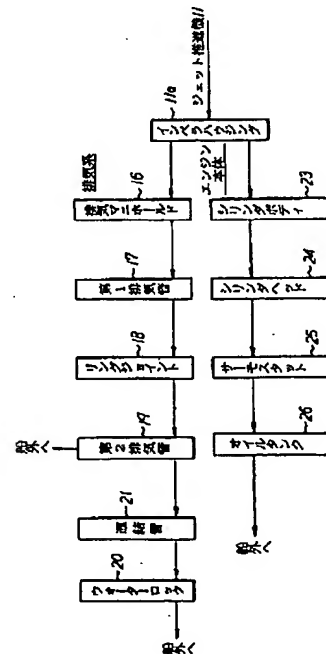 ジェット推進機11
11a
インペラハウジング
排気系
16
排気マニホールド
17
第1排気管
18
リングジョイント
19
第2排気管
船外へ
21
連結管
20
ウォーターロック
船外へ
エンジン本体
23
シリンダボディ
24
シリンダヘッド
25
サーモスタット
26
オイルタンク
船外へ